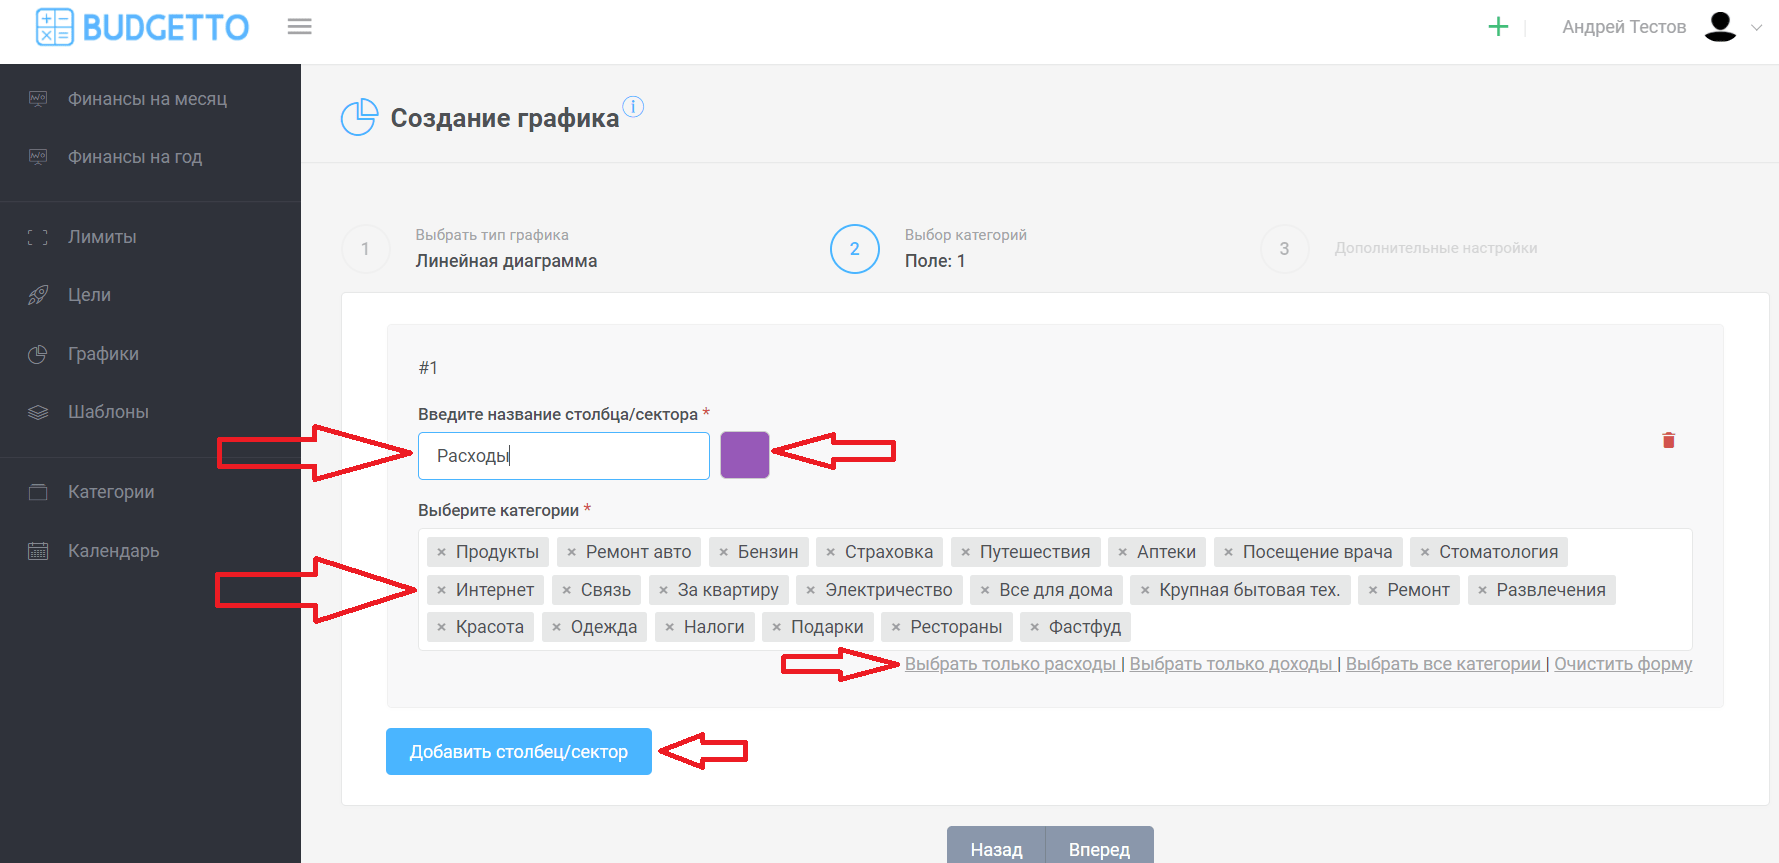 BUDGETTO
Андрей Тестов
Финансы на месяц
Финансы на год
Лимиты
Цели
Графики
Шаблоны
Категории
Календарь
Создание графика i
1 Выбрать тип графика
Линейная диаграмма
2 Выбор категорий
Поле: 1
3 Дополнительные настройки
#1
Введите название столбца/сектора *
Расходы
Выберите категории *
× Продукты × Ремонт авто × Бензин × Страховка × Путешествия × Аптеки × Посещение врача × Стоматология
× Интернет × Связь × За квартиру × Электричество × Все для дома × Крупная бытовая тех. × Ремонт × Развлечения
× Красота × Одежда × Налоги × Подарки × Рестораны × Фастфуд
Выбрать только расходы | Выбрать только доходы | Выбрать все категории | Очистить форму
Добавить столбец/сектор
Назад Вперед